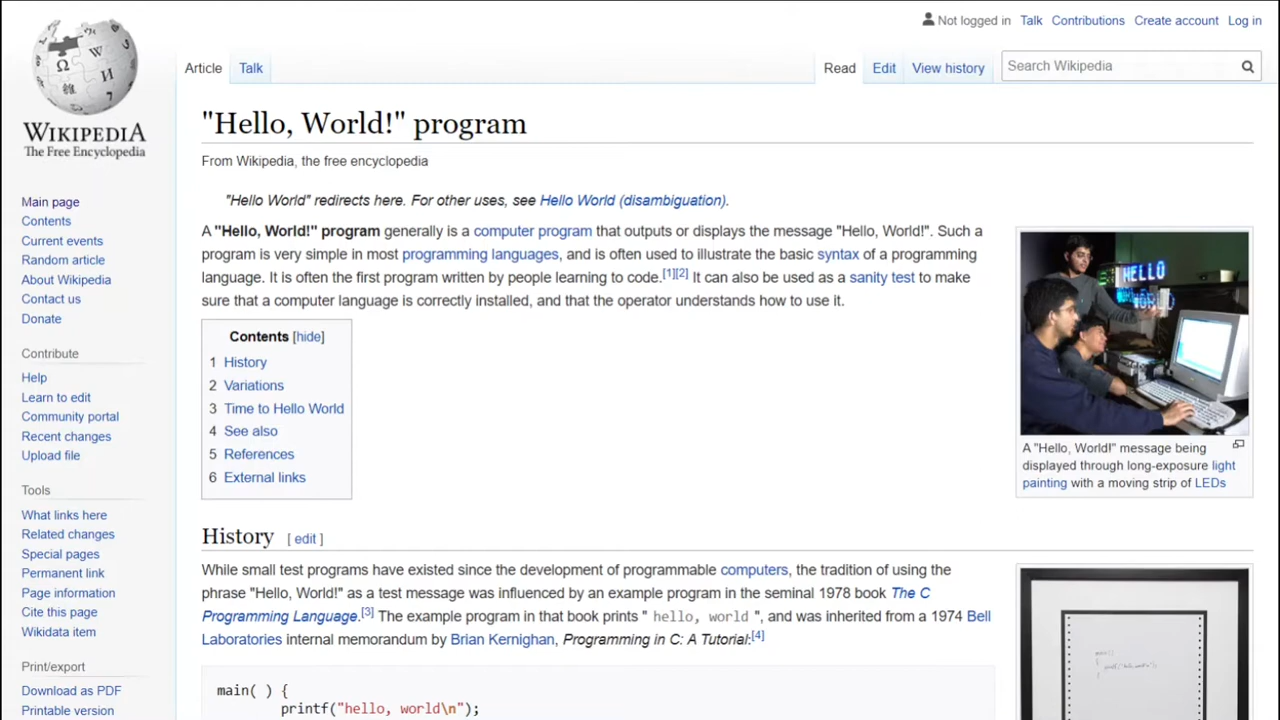 Not logged in Talk Contributions Create account Log in
WIKIPEDIA
The Free Encyclopedia
Article Talk
Read Edit View history
Search Wikipedia
"Hello, World!" program
From Wikipedia, the free encyclopedia
"Hello World" redirects here. For other uses, see Hello World (disambiguation).
A "Hello, World!" program generally is a computer program that outputs or displays the message "Hello, World!". Such a
program is very simple in most programming languages, and is often used to illustrate the basic syntax of a programming
language. It is often the first program written by people learning to code.[1][2] It can also be used as a sanity test to make
sure that a computer language is correctly installed, and that the operator understands how to use it.
Contents [hide]
1 History
2 Variations
3 Time to Hello World
4 See also
5 References
6 External links
HELLO
WORLD
A "Hello, World!" message being
displayed through long-exposure light
painting with a moving strip of LEDs
History [ edit ]
While small test programs have existed since the development of programmable computers, the tradition of using the
phrase "Hello, World!" as a test message was influenced by an example program in the seminal 1978 book The C
Programming Language.[3] The example program in that book prints " hello, world ", and was inherited from a 1974 Bell
Laboratories internal memorandum by Brian Kernighan, Programming in C: A Tutorial:[4]
main( ) {
printf("hello, world\n");
Main page
Contents
Current events
Random article
About Wikipedia
Contact us
Donate
Contribute
Help
Learn to edit
Community portal
Recent changes
Upload file
Tools
What links here
Related changes
Special pages
Permanent link
Page information
Cite this page
Wikidata item
Print/export
Download as PDF
Printable version